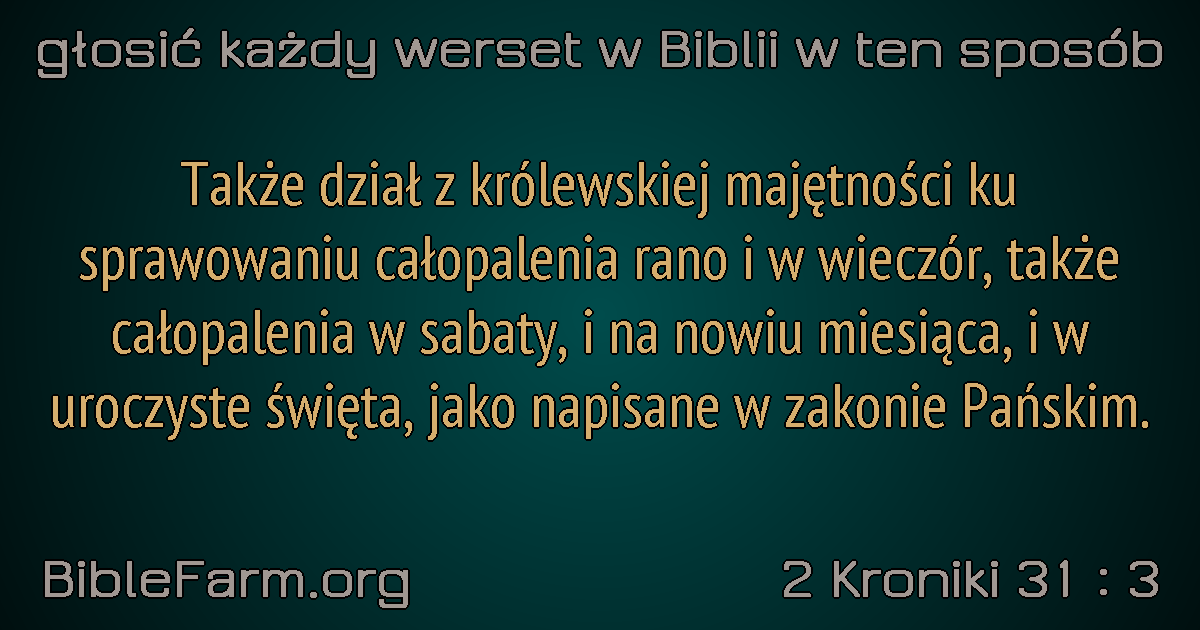 głosić każdy werset w Biblii w ten sposób
Także dział z królewskiej majętności ku
sprawowaniu całopalenia rano i w wieczór, także
całopalenia w sabaty, i na nowiu miesiąca, i w
uroczyste święta, jako napisane w zakonie Pańskim.
BibleFarm.org
2 Kroniki 31 : 3